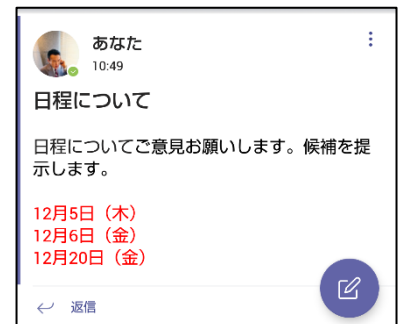 あなた
10:49
日程について
日程についてご意見お願いします。候補を提
示します。
12月5日（木）
12月6日（金）
12月20日（金）
返信